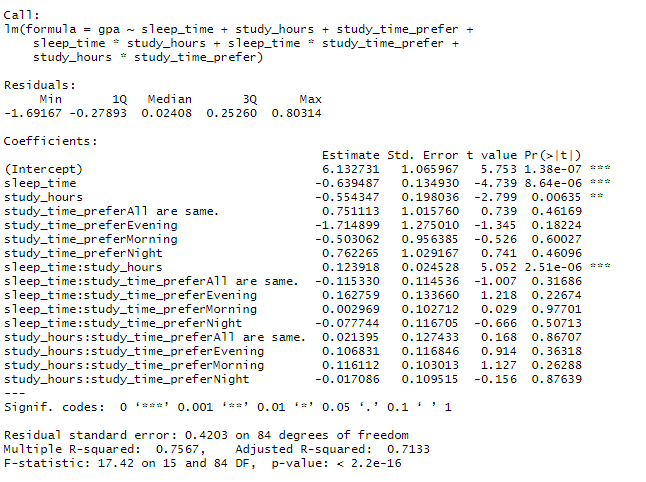 Call:
lm(formula = gpa ~ sleep_time + study_hours + study_time_prefer +
    sleep_time * study_hours + sleep_time * study_time_prefer +
    study_hours * study_time_prefer)

Residuals:
     Min       1Q   Median       3Q      Max
-1.69167 -0.27893  0.02408  0.25260  0.80314

Coefficients:
                                            Estimate Std. Error t value Pr(>|t|)
(Intercept)                                 6.132731   1.065967   5.753 1.38e-07 ***
sleep_time                                 -0.639487   0.134930  -4.739 8.64e-06 ***
study_hours                                -0.554347   0.198036  -2.799  0.00635 **
study_time_preferAll are same.              0.751113   1.015760   0.739  0.46169
study_time_preferEvening                   -1.714899   1.275010  -1.345  0.18224
study_time_preferMorning                   -0.503062   0.956385  -0.526  0.60027
study_time_preferNight                      0.762265   1.029167   0.741  0.46096
sleep_time:study_hours                      0.123918   0.024528   5.052 2.51e-06 ***
sleep_time:study_time_preferAll are same.  -0.115330   0.114536  -1.007  0.31686
sleep_time:study_time_preferEvening         0.162759   0.133660   1.218  0.22674
sleep_time:study_time_preferMorning         0.002969   0.102712   0.029  0.97701
sleep_time:study_time_preferNight          -0.077744   0.116705  -0.666  0.50713
study_hours:study_time_preferAll are same.  0.021395   0.127433   0.168  0.86707
study_hours:study_time_preferEvening        0.106831   0.116846   0.914  0.36318
study_hours:study_time_preferMorning        0.116112   0.103013   1.127  0.26288
study_hours:study_time_preferNight         -0.017086   0.109515  -0.156  0.87639
---
Signif. codes:  0 ‘***’ 0.001 ‘**’ 0.01 ‘*’ 0.05 ‘.’ 0.1 ‘ ’ 1

Residual standard error: 0.4203 on 84 degrees of freedom
Multiple R-squared:  0.7567,	Adjusted R-squared:  0.7133
F-statistic: 17.42 on 15 and 84 DF,  p-value: < 2.2e-16